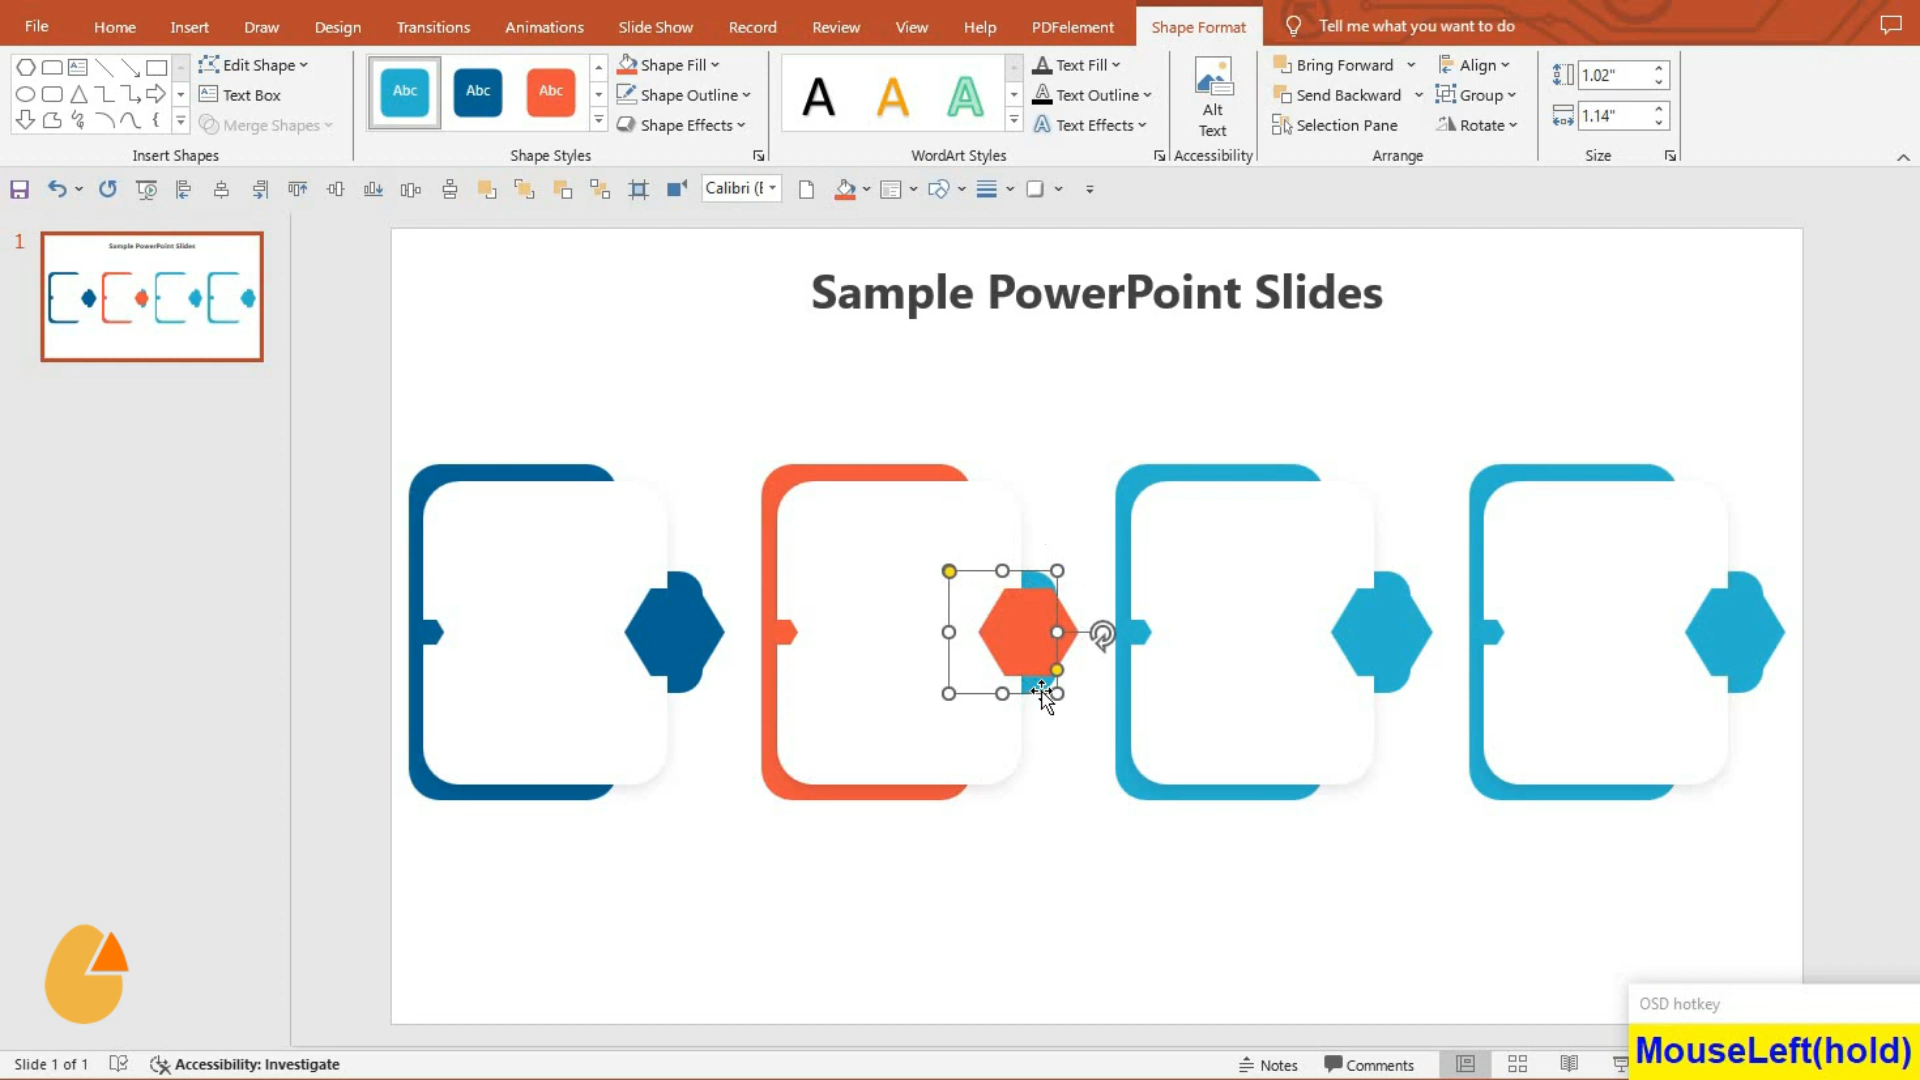 File Home Insert Draw Design Transitions Animations Slide Show Record Review View Help PDFelement Shape Format Tell me what you want to do
Edit Shape
Text Box
Merge Shapes
Insert Shapes
Abc Abc Abc
Shape Fill
Shape Outline
Shape Effects
Shape Styles
A A A
Text Fill
Text Outline
Text Effects
WordArt Styles
Alt
Text
Accessibility
Bring Forward
Send Backward
Selection Pane
Align
Group
Rotate
Arrange
1.02"
1.14"
Size
Calibri (E
1
Sample PowerPoint Slides
Sample PowerPoint Slides
OSD hotkey
MouseLeft(hold)
Slide 1 of 1 Accessibility: Investigate Notes Comments